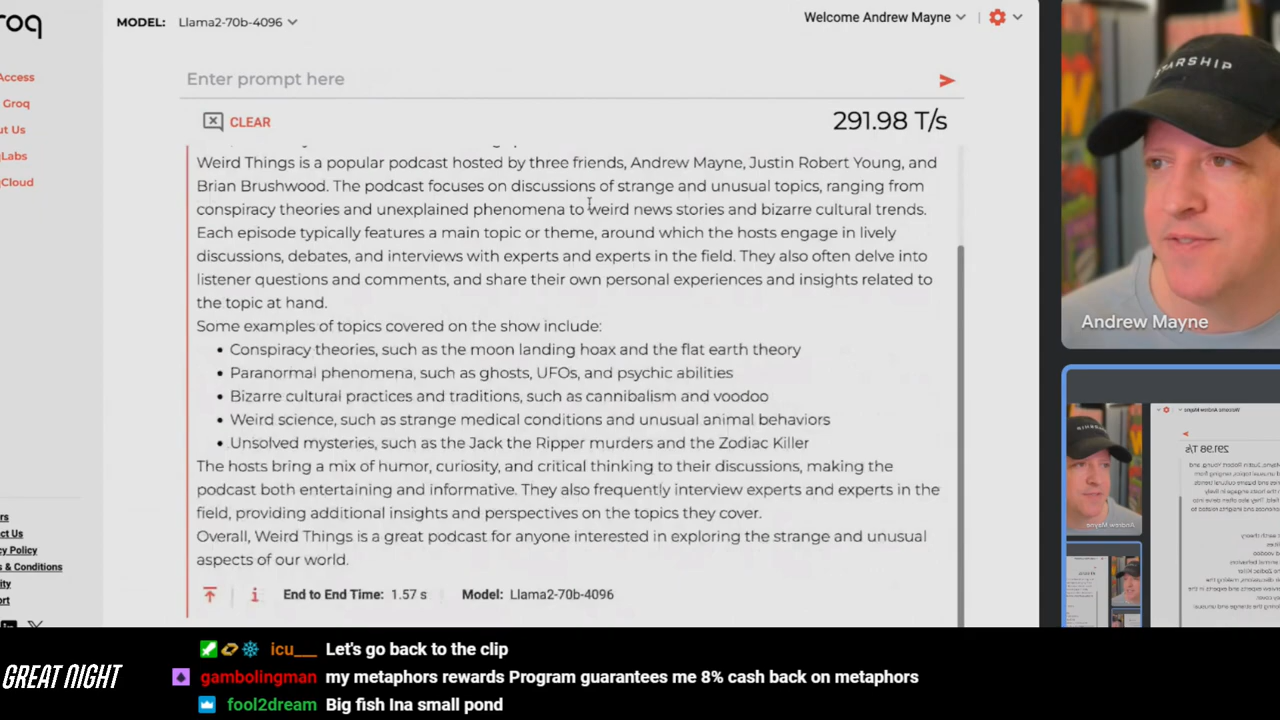 roq
MODEL: Llama2-70b-4096
Welcome Andrew Mayne
STARSHIP
Access
Groq
ut Us
Labs
Cloud
Enter prompt here
CLEAR
291.98 T/s
Weird Things is a popular podcast hosted by three friends, Andrew Mayne, Justin Robert Young, and
Brian Brushwood. The podcast focuses on discussions of strange and unusual topics, ranging from
conspiracy theories and unexplained phenomena to weird news stories and bizarre cultural trends.
Each episode typically features a main topic or theme, around which the hosts engage in lively
discussions, debates, and interviews with experts and experts in the field. They also often delve into
listener questions and comments, and share their own personal experiences and insights related to
the topic at hand.
Some examples of topics covered on the show include:
• Conspiracy theories, such as the moon landing hoax and the flat earth theory
• Paranormal phenomena, such as ghosts, UFOs, and psychic abilities
• Bizarre cultural practices and traditions, such as cannibalism and voodoo
• Weird science, such as strange medical conditions and unusual animal behaviors
• Unsolved mysteries, such as the Jack the Ripper murders and the Zodiac Killer
The hosts bring a mix of humor, curiosity, and critical thinking to their discussions, making the
podcast both entertaining and informative. They also frequently interview experts and experts in the
field, providing additional insights and perspectives on the topics they cover.
Overall, Weird Things is a great podcast for anyone interested in exploring the strange and unusual
aspects of our world.
End to End Time: 1.57 s Model: Llama2-70b-4096
Andrew Mayne
rs
ct Us
cy Policy
s & Conditions
ity
ort
GREAT NIGHT
icu___ Let's go back to the clip
gambolingman my metaphors rewards Program guarantees me 8% cash back on metaphors
fool2dream Big fish Ina small pond